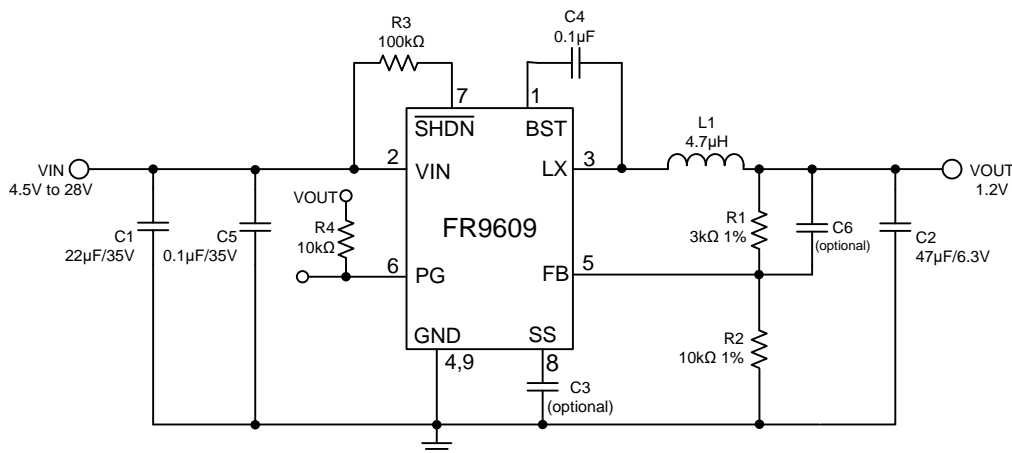 R3
100kΩ
C4
0.1µF
7
1
SHDN
BST
L1
4.7µH
VIN
4.5V to 28V
2
VIN
LX
3
VOUT
1.2V
VOUT
R4
10kΩ
FR9609
C1
22µF/35V
C5
0.1µF/35V
R1
3kΩ 1%
C6
(optional)
C2
47µF/6.3V
6
PG
FB
5
GND
SS
R2
10kΩ 1%
4,9
8
C3
(optional)